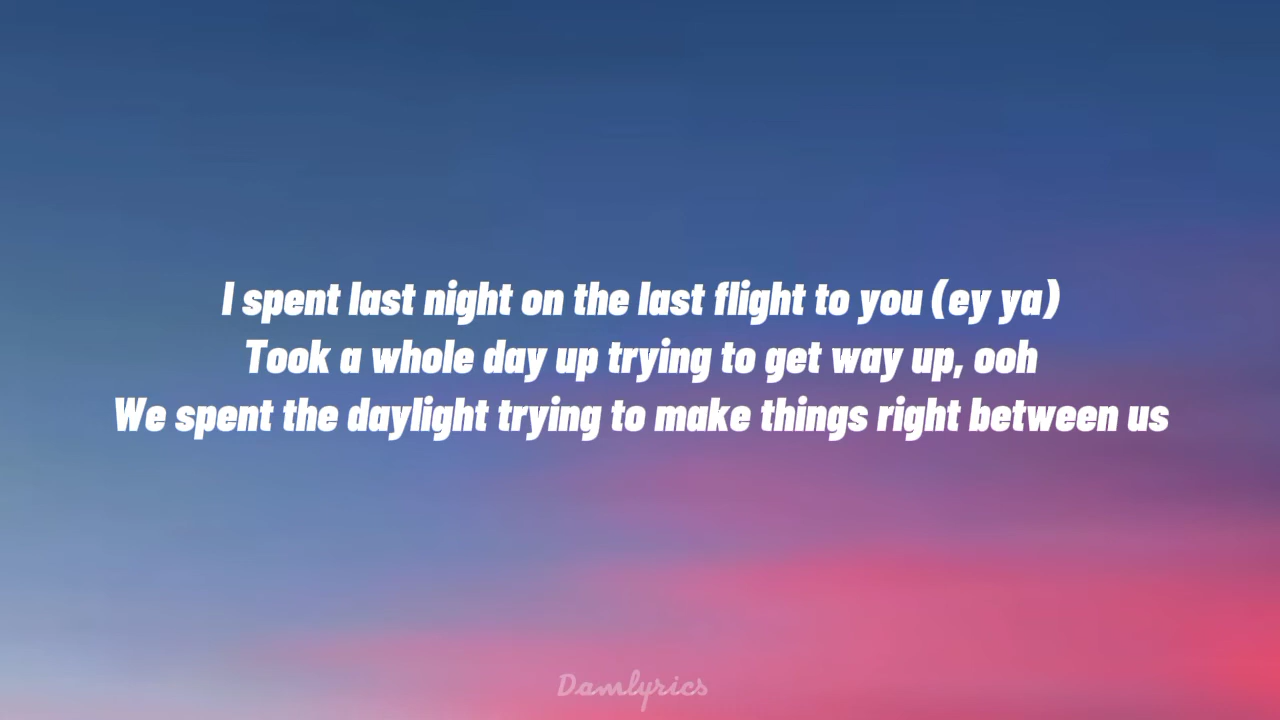 I spent last night on the last flight to you (ey ya)
Took a whole day up trying to get way up, ooh
We spent the daylight trying to make things right between us
Damlyrics